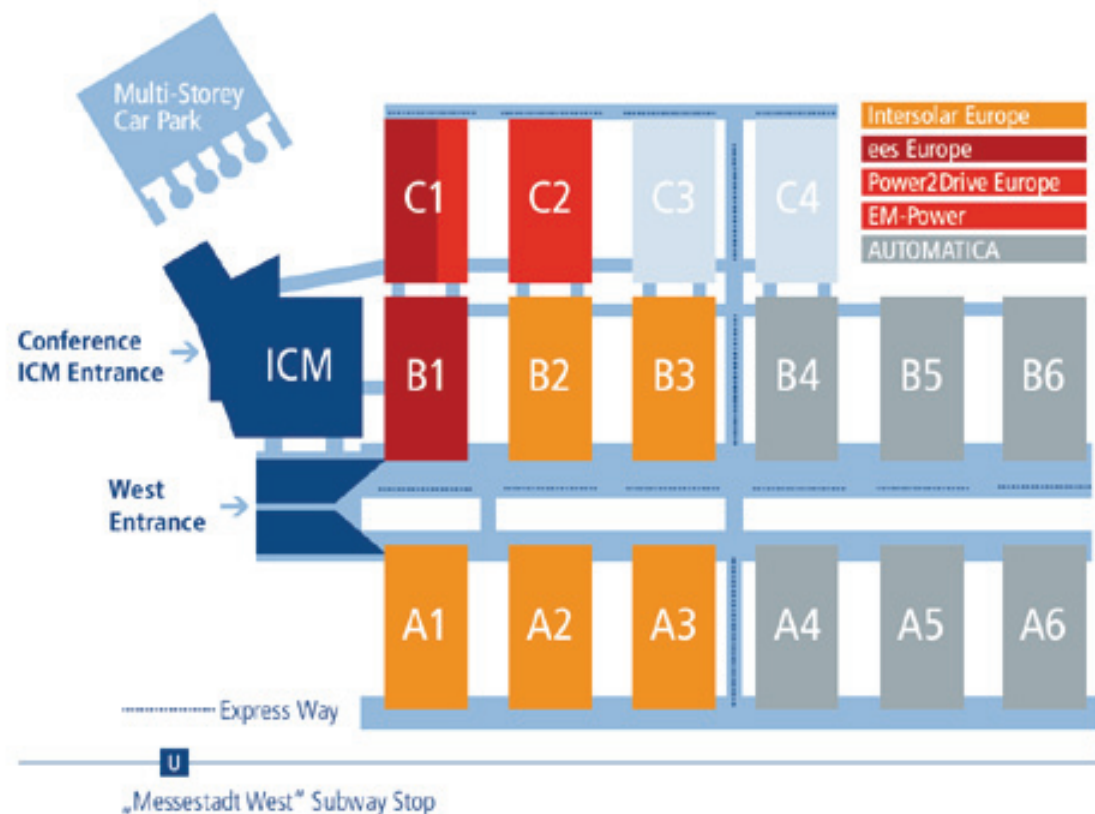 Multi-Storey
Car Park
C1
C2
C3
C4
Intersolar Europe
ees Europe
Power2Drive Europe
EM-Power
AUTOMATICA
Conference
ICM Entrance
ICM
B1
B2
B3
B4
B5
B6
West
Entrance
A1
A2
A3
A4
A5
A6
Express Way
U
„Messestadt West“ Subway Stop